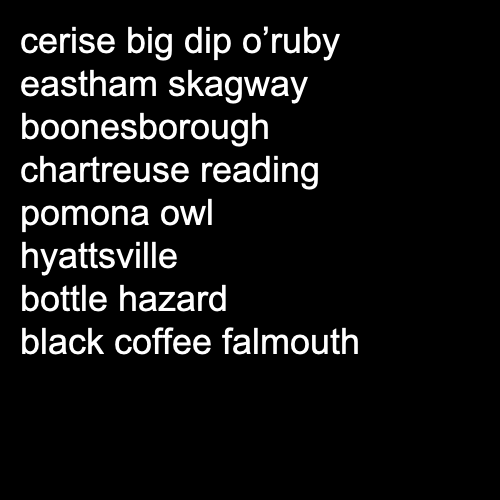 cerise big dip o’ruby
eastham skagway
boonesborough
chartreuse reading
pomona owl
hyattsville
bottle hazard
black coffee falmouth